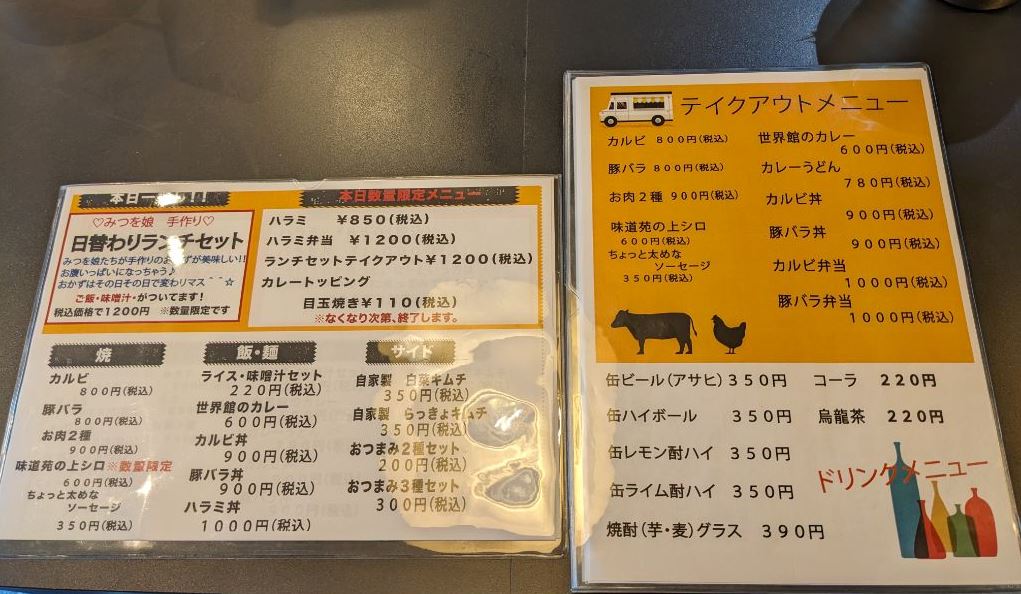 本日一
!!
♡みつを娘 手作り♡
日替わりランチセット
みつを娘たちが手作りのおかずが美味しい!!
お腹いっぱいになっちゃう♪
おかずはその日その日で変わリマス＾＾☆
ご飯・味噌汁・がついてます！
税込価格で1200円 ※数量限定です
本日数量限定メニュー
ハラミ ￥850(税込)
ハラミ弁当 ￥1200(税込)
ランチセットテイクアウト￥1200(税込)
カレートッピング
目玉焼き￥110(税込)
※なくなり次第、終了します。
焼
カルビ
800円(税込)
豚バラ
800円(税込)
お肉２種
900円(税込)
味道苑の上シロ※数量限定
600円(税込)
ちょっと太めな
ソーセージ
350円(税込)
飯・麺
ライス・味噌汁セット
220円(税込)
世界館のカレー
600円(税込)
カルビ丼
900円(税込)
豚バラ丼
900円(税込)
ハラミ丼
1000円(税込)
サイド
自家製 白菜キムチ
350円(税込)
自家製 らっきょキムチ
350円(税込)
おつまみ２種セット
200円(税込)
おつまみ３種セット
300円(税込)
テイクアウトメニュー
カルビ 800円(税込)
豚バラ 800円(税込)
お肉２種 900円(税込)
味道苑の上シロ
600円(税込)
ちょっと太めな
ソーセージ
350円(税込)
世界館のカレー
600円(税込)
カレーうどん
780円(税込)
カルビ丼
900円(税込)
豚バラ丼
900円(税込)
カルビ弁当
1000円(税込)
豚バラ弁当
1000円(税込)
缶ビール(アサヒ) 350円
缶ハイボール 350円
缶レモン酎ハイ 350円
缶ライム酎ハイ 350円
焼酎(芋・麦)グラス 390円
コーラ 220円
烏龍茶 220円
ドリンクメニュー